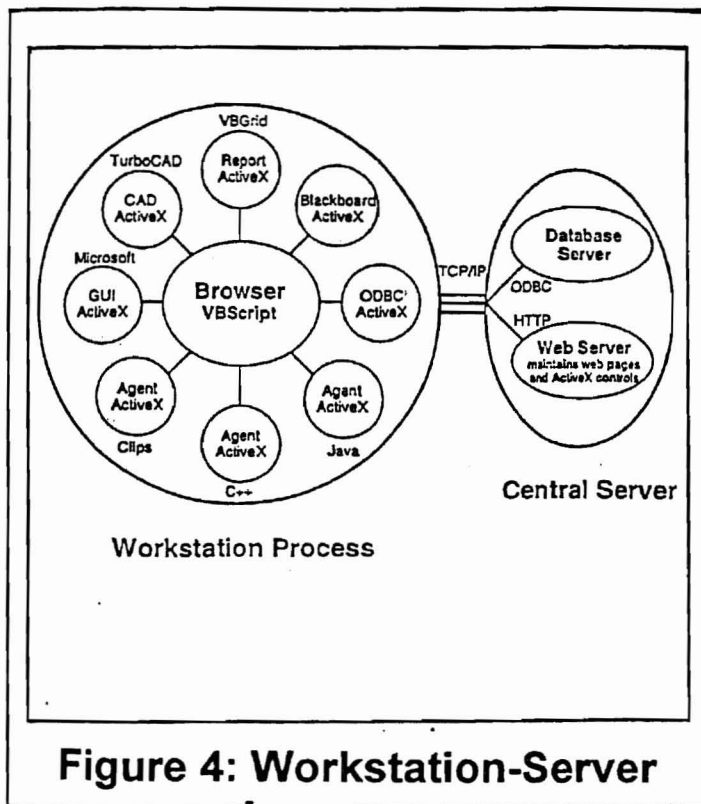 VBGrid
Report
ActiveX
TurboCAD
CAD
ActiveX
Blackboard
ActiveX
Microsoft
GUI
ActiveX
Browser
VBScript
ODBC'
ActiveX
Agent
ActiveX
Clips
Agent
ActiveX
C++
Agent
ActiveX
Java
Workstation Process
TCP/IP
Database
Server
ODBC
HTTP
Web Server
maintains web pages
and ActiveX controls
Central Server
Figure 4: Workstation-Server